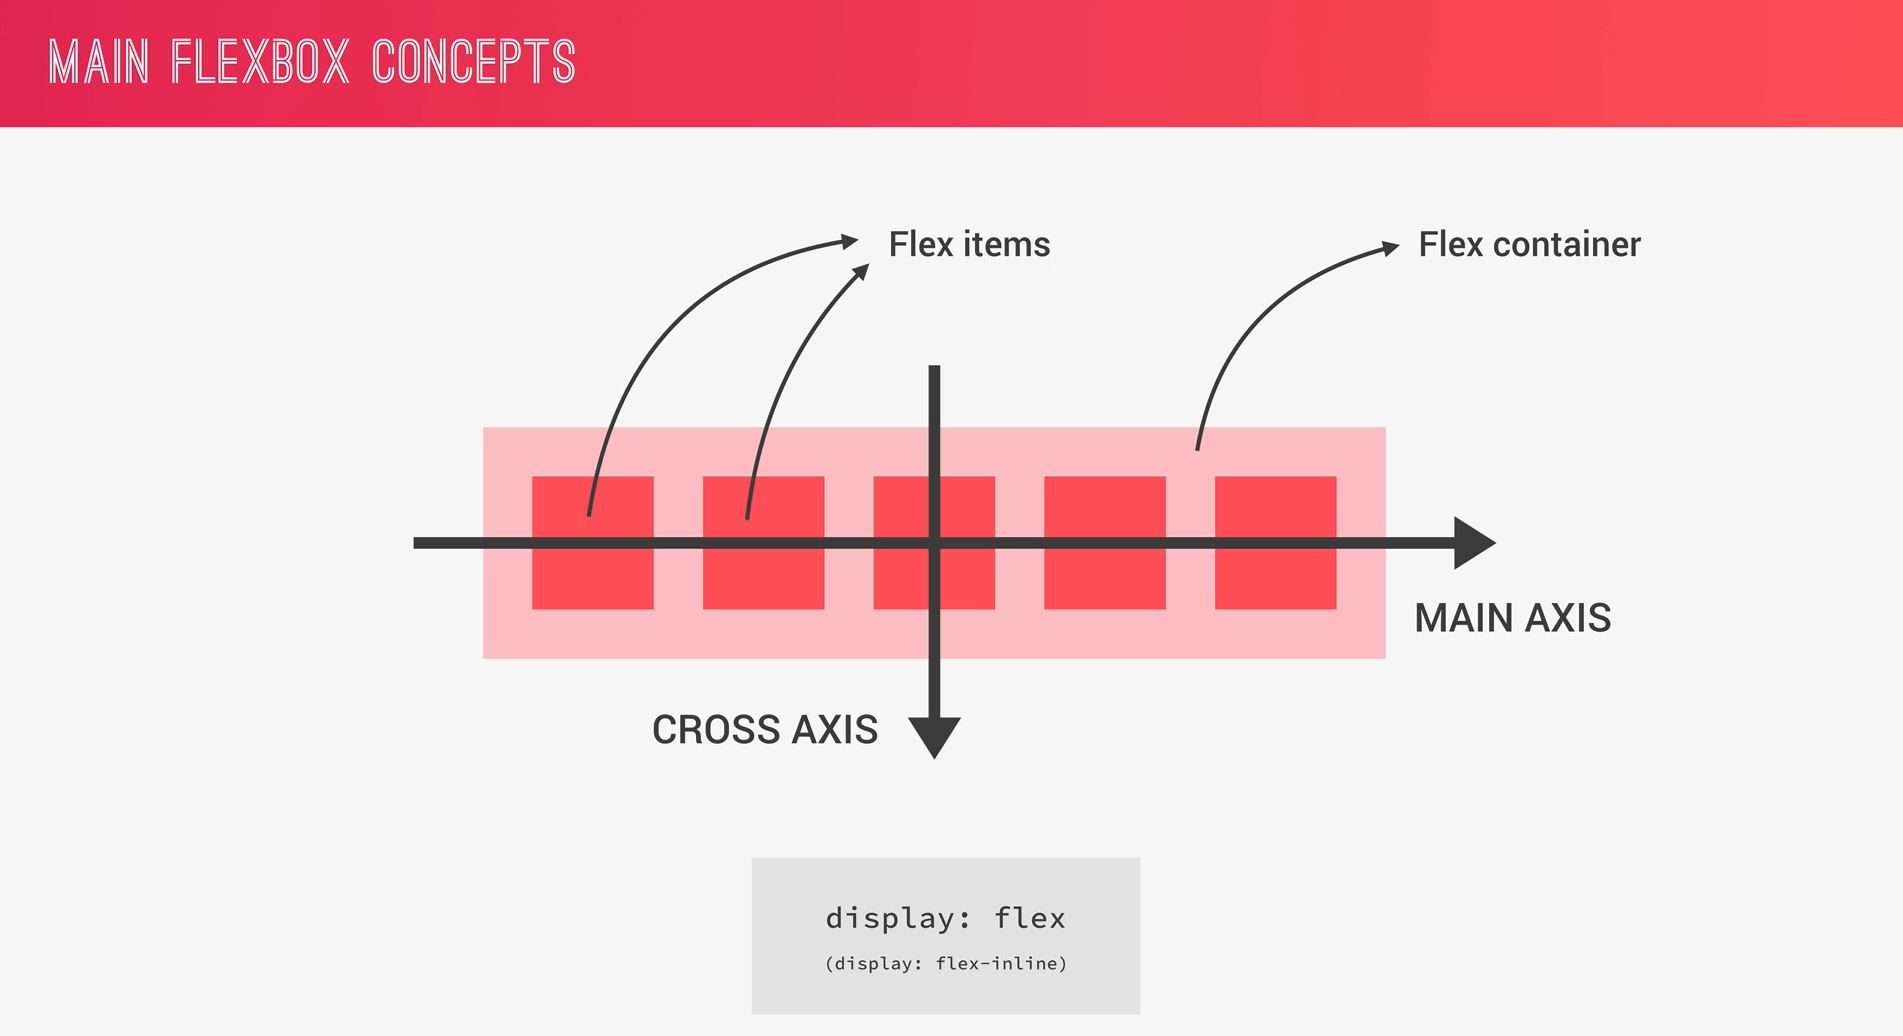 MAIN FLEXBOX CONCEPTS
Flex items
Flex container
MAIN AXIS
CROSS AXIS
display: flex
(display: flex-inline)